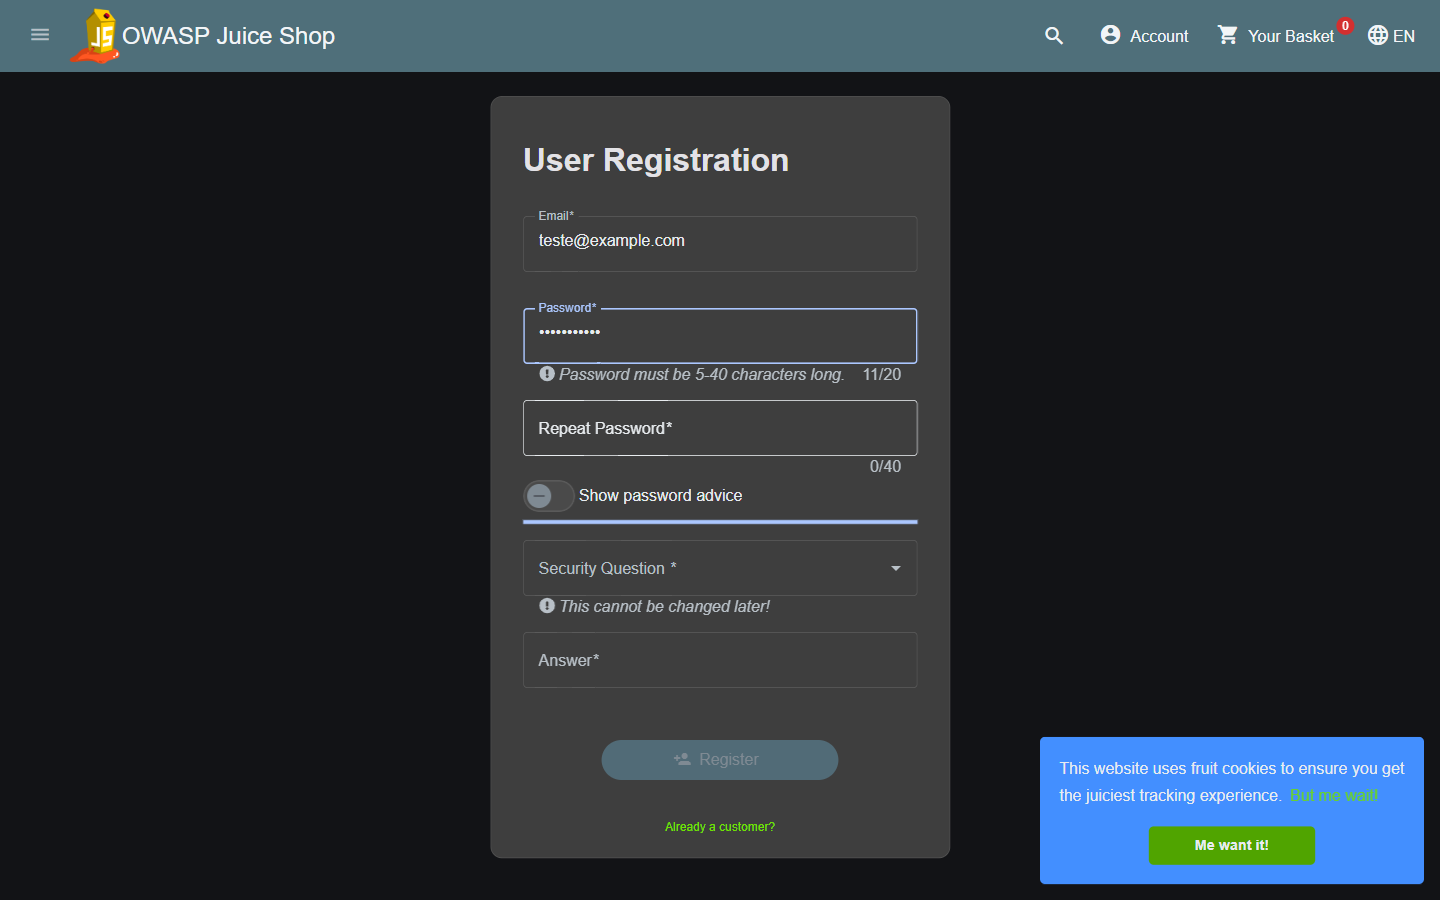 OWASP Juice Shop
Account
Your Basket
0
EN
User Registration
Email*
teste@example.com
Password*
•••••••••••
Password must be 5-40 characters long.
11/20
Repeat Password*
0/40
Show password advice
Security Question *
This cannot be changed later!
Answer*
Register
Already a customer?
This website uses fruit cookies to ensure you get
the juiciest tracking experience. But me wait!
Me want it!